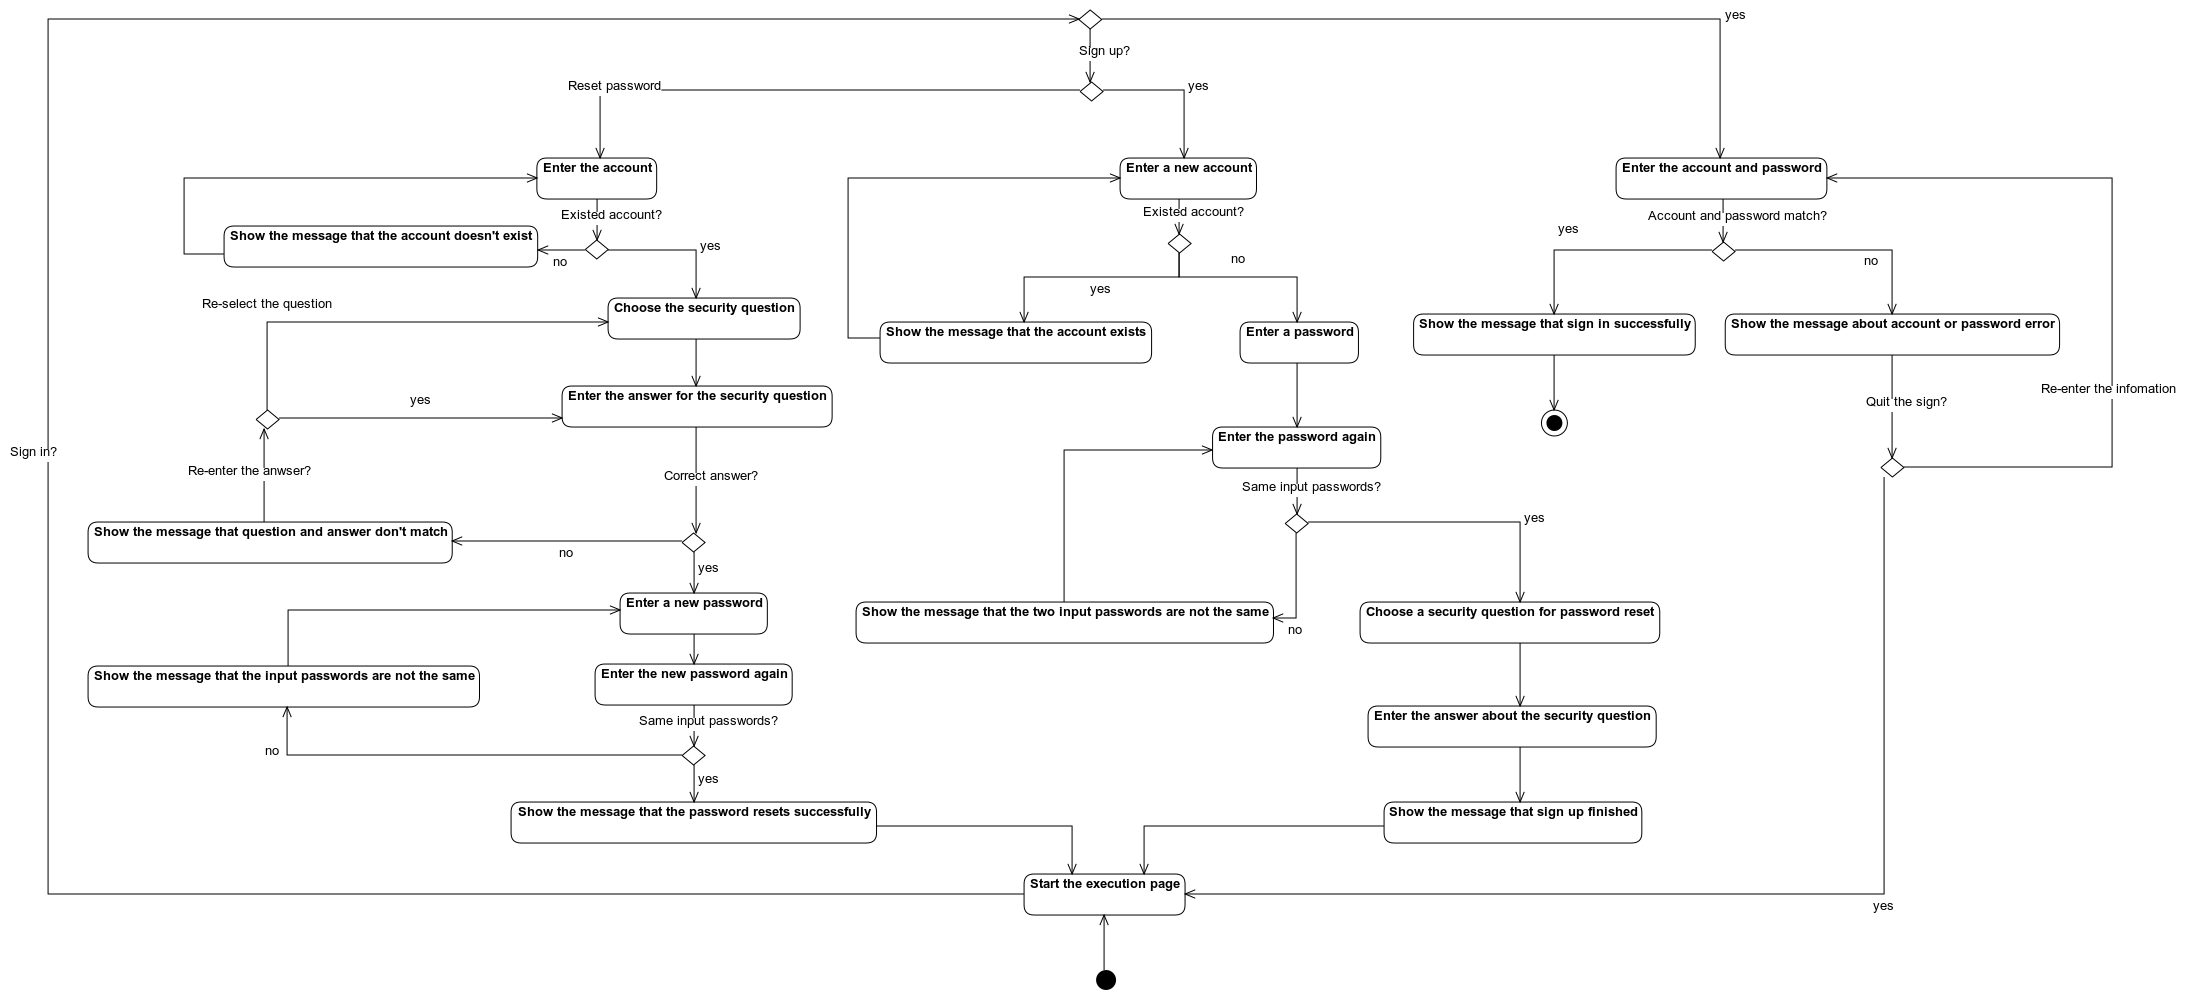 yes
Sign up?
Reset password
yes
Enter the account
Enter a new account
Enter the account and password
Existed account?
Existed account?
Account and password match?
yes
Show the message that the account doesn't exist
yes
no
no
no
yes
Re-select the question
Choose the security question
Show the message that the account exists
Enter a password
Show the message that sign in successfully
Show the message about account or password error
Re-enter the infomation
Enter the answer for the security question
yes
Quit the sign?
Enter the password again
Sign in?
Re-enter the anwser?
Correct answer?
Same input passwords?
yes
Show the message that question and answer don't match
no
yes
Enter a new password
Show the message that the two input passwords are not the same
Choose a security question for password reset
no
Show the message that the input passwords are not the same
Enter the new password again
Same input passwords?
Enter the answer about the security question
no
yes
Show the message that the password resets successfully
Show the message that sign up finished
Start the execution page
yes